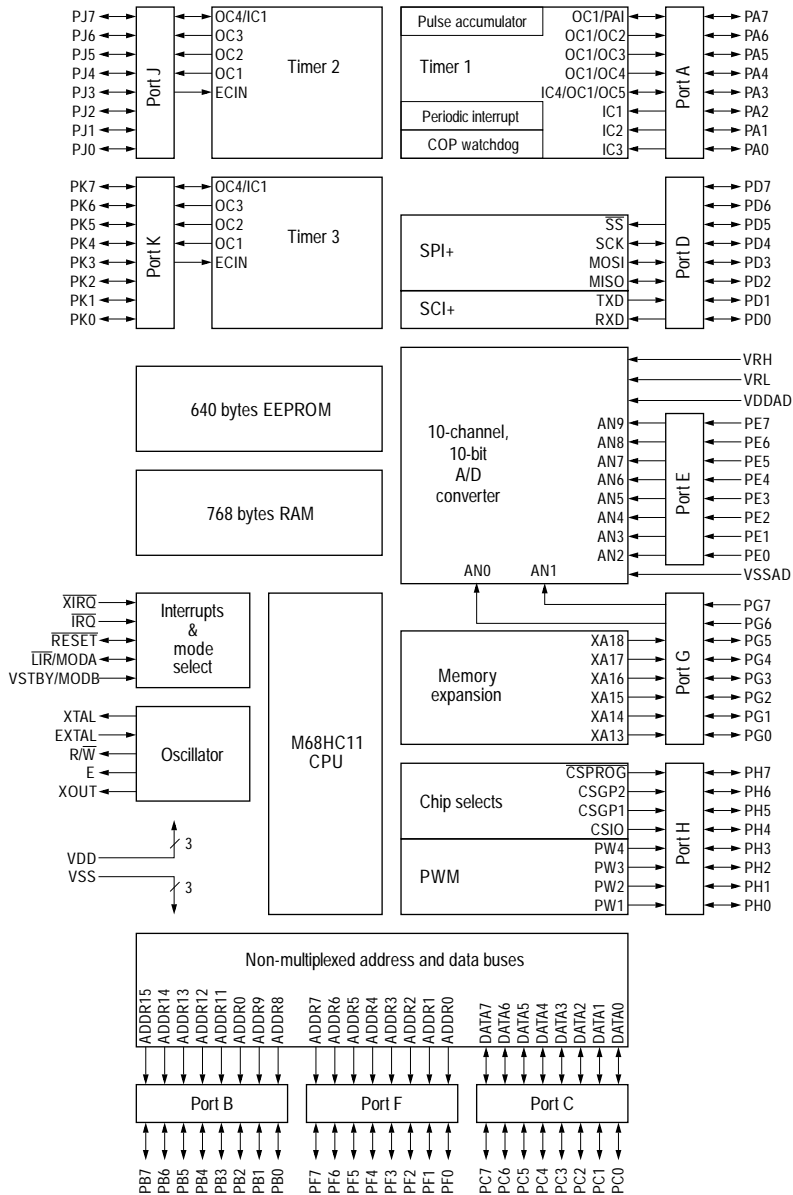 PJ7 OC4/IC1 Pulse accumulator OC1/PAI PA7
PJ6 OC3 OC1/OC2 PA6
PJ5 OC2 OC1/OC3 PA5
PJ4 Port J OC1 Timer 2 Timer 1 OC1/OC4 Port A PA4
PJ3 ECIN IC4/OC1/OC5 PA3
PJ2 Periodic interrupt IC1 PA2
PJ1 COP watchdog IC2 PA1
PJ0 IC3 PA0
PK7 OC4/IC1 PD7
PK6 OC3 PD6
PK5 OC2 SS PD5
PK4 Port K OC1 Timer 3 SPI+ SCK Port D PD4
PK3 ECIN MOSI PD3
PK2 MISO PD2
PK1 SCI+ TXD PD1
PK0 RXD PD0
VRH
VRL
VDDAD
640 bytes EEPROM
768 bytes RAM
10-channel,
10-bit
A/D
converter
AN9 PE7
AN8 PE6
AN7 PE5
AN6 Port E PE4
AN5 PE3
AN4 PE2
AN3 PE1
AN2 PE0
AN0 AN1 VSSAD
XIRQ
IRQ
RESET
LIR/MODA
VSTBY/MODB
Interrupts
&
mode
select
PG7
PG6
XA18 PG5
XA17 PG4
Memory
expansion
XA16 Port G PG3
XA15 PG2
XA14 PG1
XA13 PG0
XTAL
EXTAL
R/W
E
XOUT
Oscillator
M68HC11
CPU
Chip selects
CSPROG PH7
CSGP2 PH6
CSGP1 PH5
CSIO Port H PH4
PWM
PW4 PH3
PW3 PH2
PW2 PH1
PW1 PH0
VDD 3
VSS 3
Non-multiplexed address and data buses
ADDR15 ADDR14 ADDR13 ADDR12 ADDR11 ADDR0 ADDR9 ADDR8 ADDR7 ADDR6 ADDR5 ADDR4 ADDR3 ADDR2 ADDR1 ADDR0 DATA7 DATA6 DATA5 DATA4 DATA3 DATA2 DATA1 DATA0
Port B Port F Port C
PB7 PB6 PB5 PB4 PB3 PB2 PB1 PB0 PF7 PF6 PF5 PF4 PF3 PF2 PF1 PF0 PC7 PC6 PC5 PC4 PC3 PC2 PC1 PC0